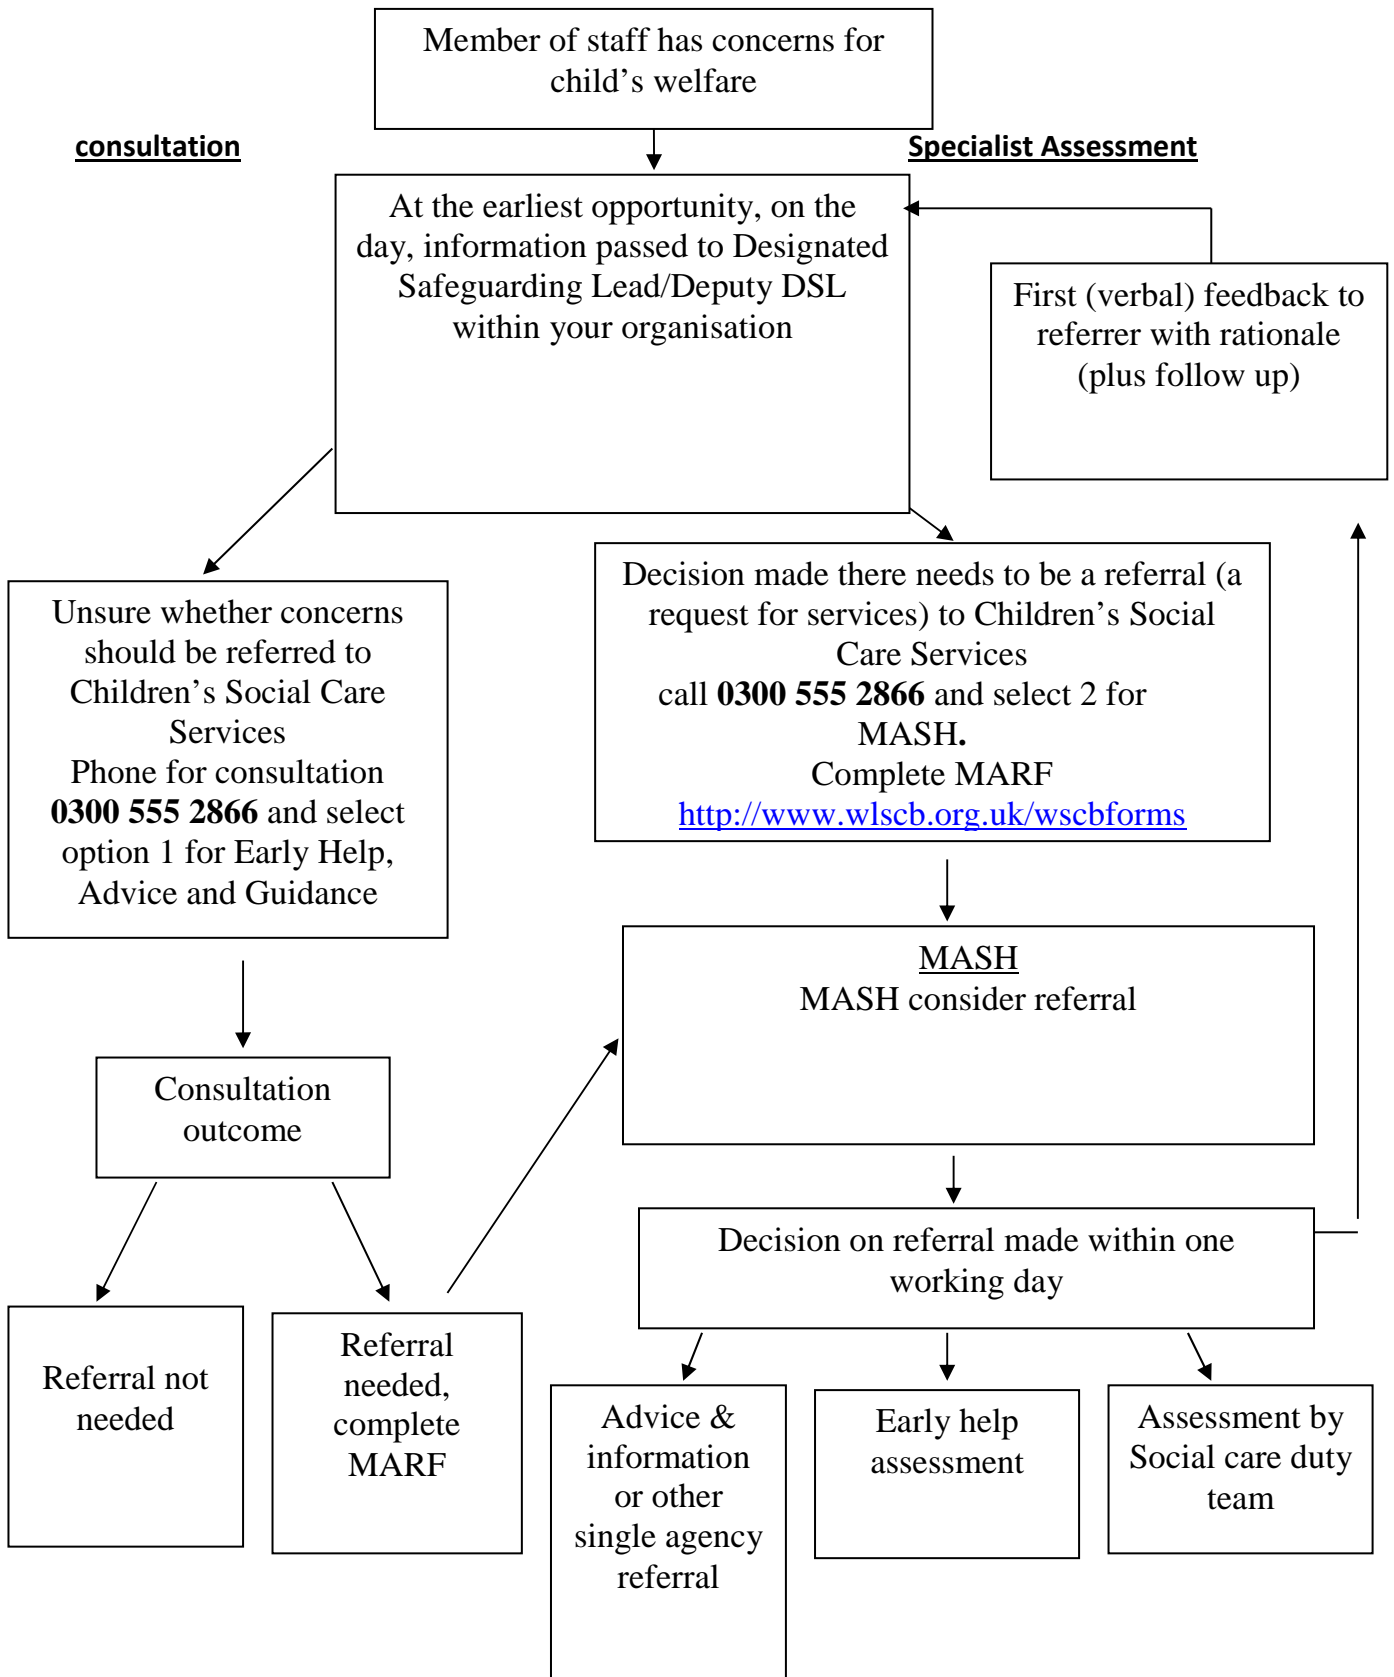 Member of staff has concerns for
child’s welfare
consultation
Specialist Assessment
At the earliest opportunity, on the
day, information passed to Designated
Safeguarding Lead/Deputy DSL
within your organisation
First (verbal) feedback to
referrer with rationale
(plus follow up)
Unsure whether concerns
should be referred to
Children’s Social Care
Services
Phone for consultation
0300 555 2866 and select
option 1 for Early Help,
Advice and Guidance
Decision made there needs to be a referral (a
request for services) to Children’s Social
Care Services
call 0300 555 2866 and select 2 for
MASH.
Complete MARF
http://www.wlscb.org.uk/wscbforms
MASH
MASH consider referral
Consultation
outcome
Decision on referral made within one
working day
Referral not
needed
Referral
needed,
complete
MARF
Advice &
information
or other
single agency
referral
Early help
assessment
Assessment by
Social care duty
team